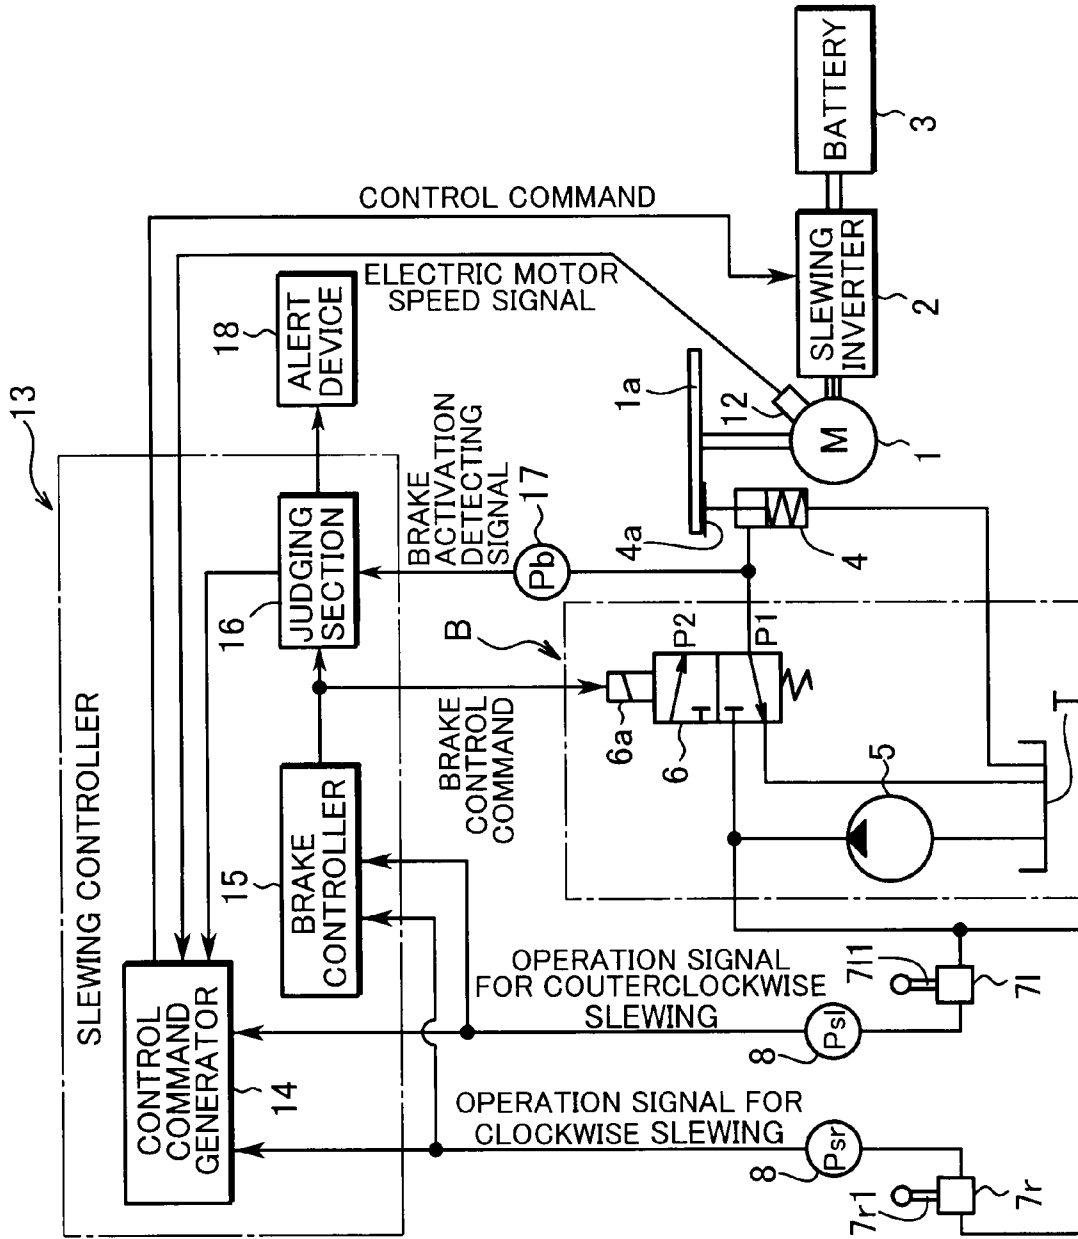 13
SLEWING CONTROLLER
CONTROL
COMMAND
GENERATOR
14
BRAKE
CONTROLLER
15
JUDGING
SECTION
16
ALERT
DEVICE
18
CONTROL COMMAND
ELECTRIC MOTOR
SPEED SIGNAL
BRAKE
ACTIVATION
DETECTING
SIGNAL
17
Pb
BRAKE
CONTROL
COMMAND
B
6a
6
P2
P1
4a
4
1a
12
M
1
SLEWING
INVERTER
2
BATTERY
3
5
T
OPERATION SIGNAL
FOR COUTERCLOCKWISE
SLEWING
8
Psl
7l1
7l
OPERATION SIGNAL FOR
CLOCKWISE SLEWING
8
Psr
7r1
7r